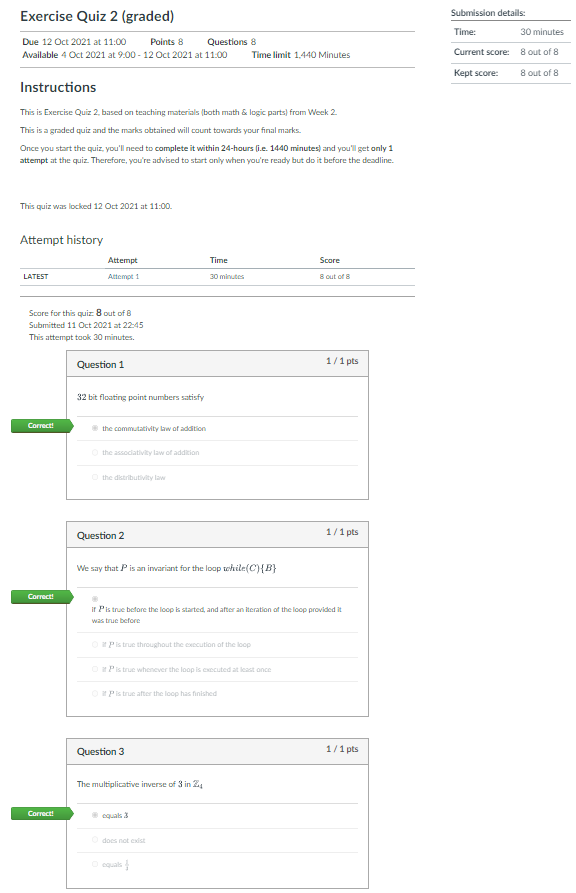 Exercise Quiz 2 (graded)
Due 12 Oct 2021 at 11:00 Points 8 Questions 8
Available 4 Oct 2021 at 9:00 - 12 Oct 2021 at 11:00 Time limit 1,440 Minutes
Submission details:
Time: 30 minutes
Current score: 8 out of 8
Kept score: 8 out of 8
Instructions
This is Exercise Quiz 2, based on teaching materials (both math & logic parts) from Week 2.
This is a graded quiz and the marks obtained will count towards your final marks.
Once you start the quiz, you'll need to complete it within 24-hours (i.e. 1440 minutes) and you'll get only 1
attempt at the quiz. Therefore, you're advised to start only when you're ready but do it before the deadline.
This quiz was locked 12 Oct 2021 at 11:00.
Attempt history
Attempt Time Score
LATEST Attempt 1 30 minutes 8 out of 8
Score for this quiz: 8 out of 8
Submitted 11 Oct 2021 at 22:45
This attempt took 30 minutes.
Question 1 1 / 1 pts
32 bit floating point numbers satisfy
Correct! the commutativity law of addition
the associativity law of addition
the distributivity law
Question 2 1 / 1 pts
We say that P is an invariant for the loop while(C){B}
Correct!
if P is true before the loop is started, and after an iteration of the loop provided it
was true before
if P is true throughout the execution of the loop
if P is true whenever the loop is executed at least once
if P is true after the loop has finished
Question 3 1 / 1 pts
The multiplicative inverse of 3 in ℤ₄
Correct! equals 3
does not exist
equals